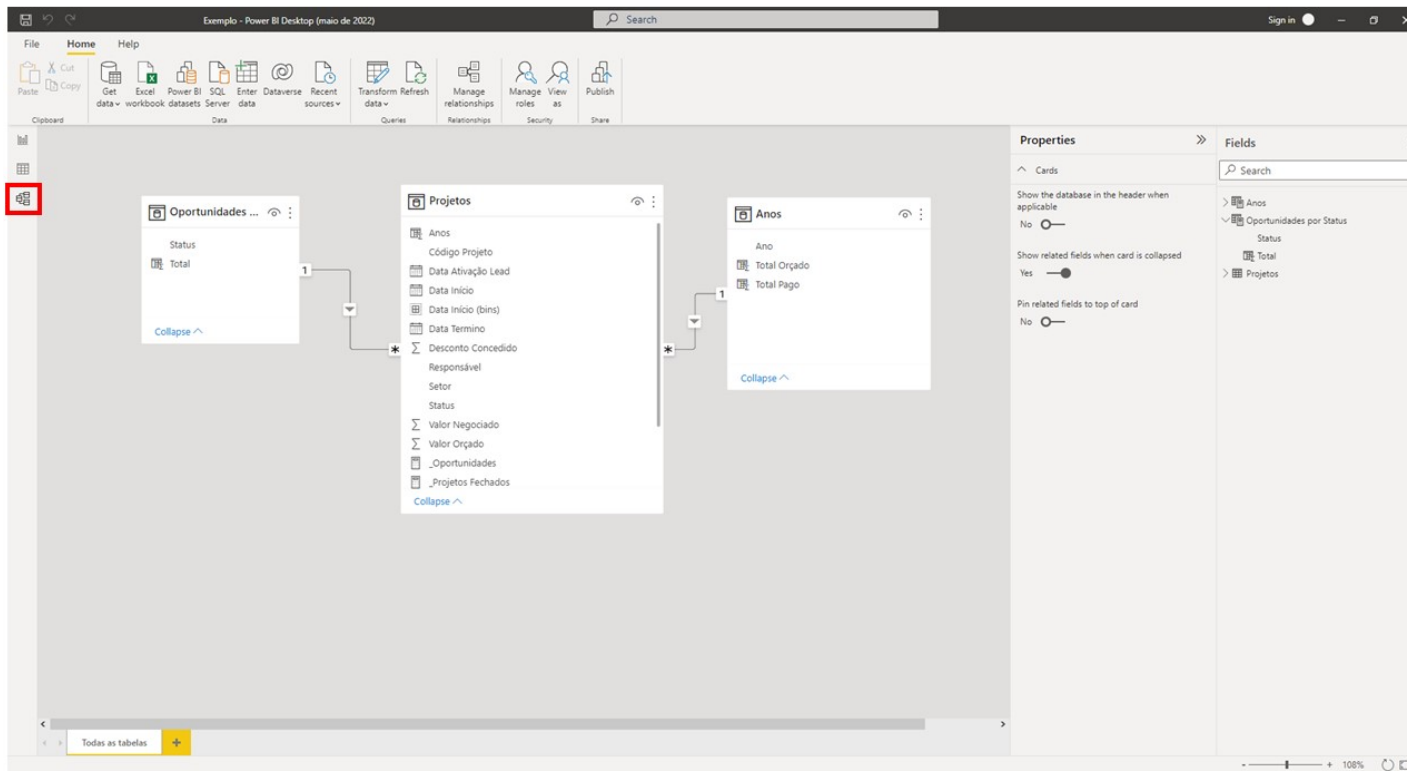 Exemplo - Power BI Desktop (maio de 2022)
Search
Sign in
File Home Help
Paste
Cut
Copy
Get data
Excel workbook
Power BI datasets
SQL Server
Enter data
Dataverse
Recent sources
Transform data
Refresh
Manage relationships
Manage roles
View as
Publish
Clipboard
Data
Queries
Relationships
Security
Share
Oportunidades ...
Status
Total
Collapse
1
*
Projetos
Anos
Código Projeto
Data Ativação Lead
Data Início
Data Início (bins)
Data Termino
Desconto Concedido
Responsável
Setor
Status
Valor Negociado
Valor Orçado
_Oportunidades
_Projetos Fechados
Collapse
*
1
Anos
Ano
Total Orçado
Total Pago
Collapse
Properties
Cards
Show the database in the header when
applicable
No
Show related fields when card is collapsed
Yes
Pin related fields to top of card
No
Fields
Search
Anos
Oportunidades por Status
Status
Total
Projetos
Todas as tabelas
+
- + 108%